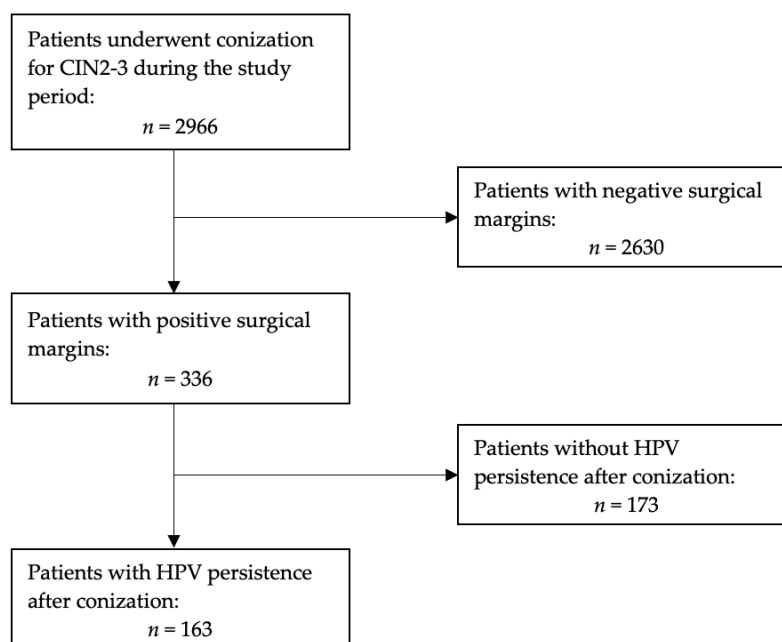 Patients underwent conization
for CIN2-3 during the study
period:
n = 2966
Patients with negative surgical
margins:
n = 2630
Patients with positive surgical
margins:
n = 336
Patients without HPV
persistence after conization:
n = 173
Patients with HPV persistence
after conization:
n = 163